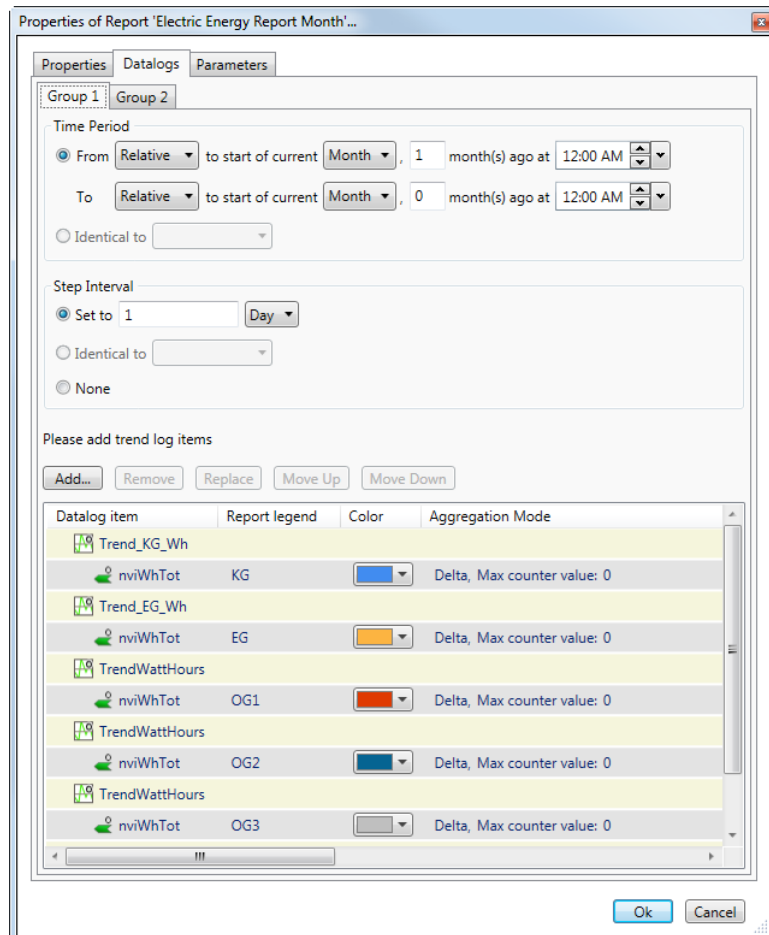 Properties of Report 'Electric Energy Report Month'...
Properties Datalogs Parameters
Group 1 Group 2
Time Period
From Relative to start of current Month , 1 month(s) ago at 12:00 AM
To Relative to start of current Month , 0 month(s) ago at 12:00 AM
Identical to
Step Interval
Set to 1 Day
Identical to
None
Please add trend log items
Add... Remove Replace Move Up Move Down
Datalog item Report legend Color Aggregation Mode
Trend_KG_Wh
nviWhTot KG Delta, Max counter value: 0
Trend_EG_Wh
nviWhTot EG Delta, Max counter value: 0
TrendWattHours
nviWhTot OG1 Delta, Max counter value: 0
TrendWattHours
nviWhTot OG2 Delta, Max counter value: 0
TrendWattHours
nviWhTot OG3 Delta, Max counter value: 0
Ok Cancel